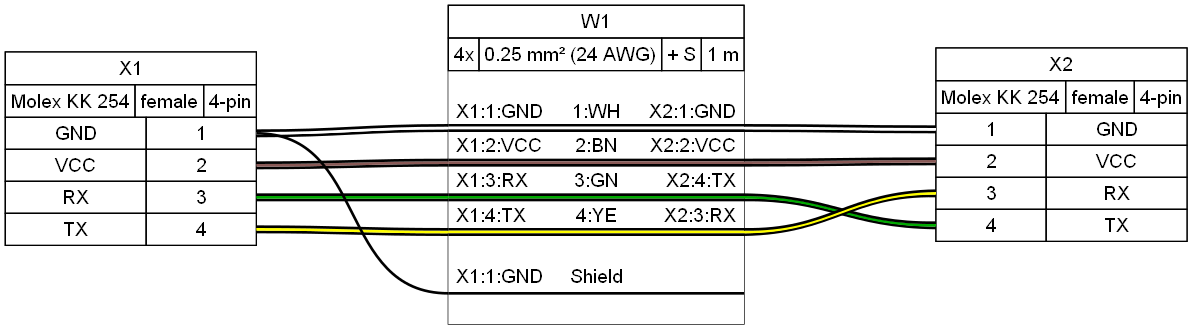 X1
Molex KK 254 female 4-pin
GND 1
VCC 2
RX 3
TX 4
W1
4x 0.25 mm² (24 AWG) + S 1 m
X1:1:GND 1:WH X2:1:GND
X1:2:VCC 2:BN X2:2:VCC
X1:3:RX 3:GN X2:4:TX
X1:4:TX 4:YE X2:3:RX
X1:1:GND Shield
X2
Molex KK 254 female 4-pin
1 GND
2 VCC
3 RX
4 TX